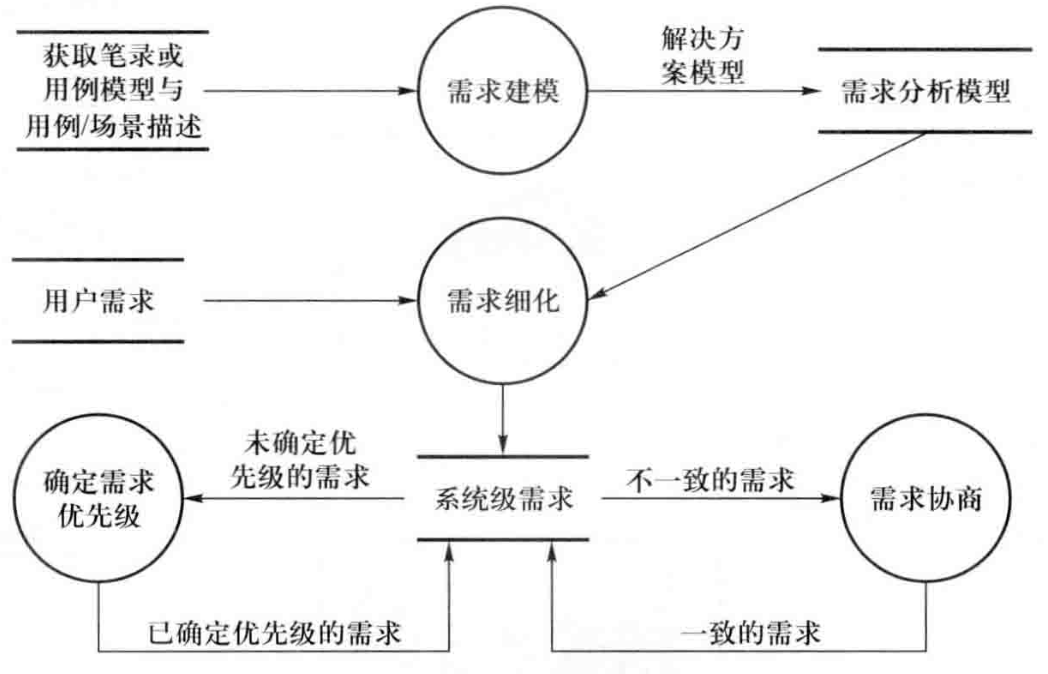 获取笔录或
用例模型与
用例/场景描述
需求建模
解决方
案模型
需求分析模型
用户需求
需求细化
确定需求
优先级
未确定优
先级的需求
系统级需求
不一致的需求
需求协商
已确定优先级的需求
一致的需求